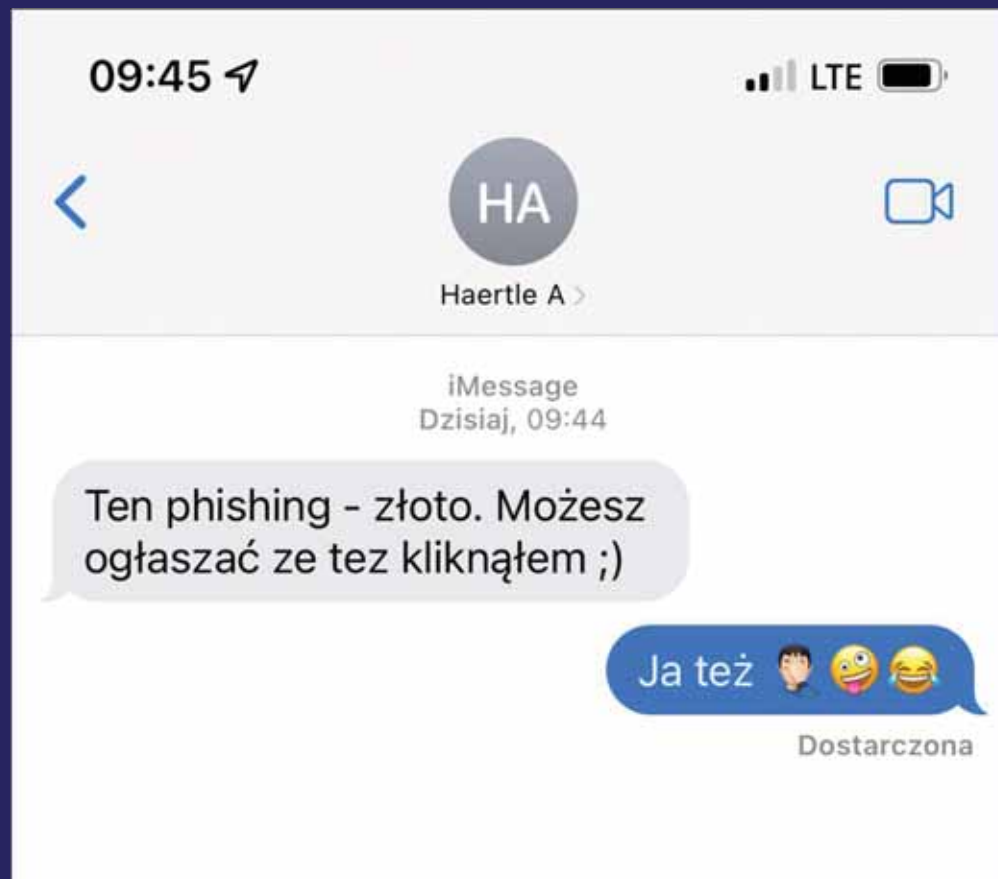 09:45
LTE
HA
Haertle A
iMessage
Dzisiaj, 09:44
Ten phishing - złoto. Możesz
ogłaszać ze tez kliknąłem ;)
Ja też 🤦🏻‍♂️ 🤪 😂
Dostarczona